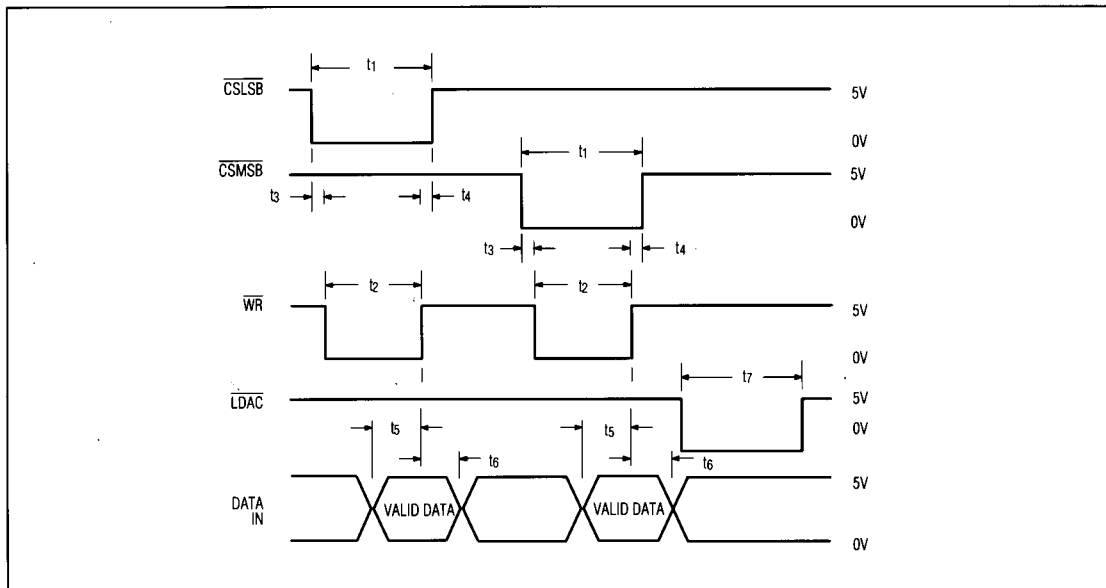 t1
CSLSB
5V
0V
t1
CSMSB
5V
t3
t4
0V
t3
t4
t2
t2
WR
5V
0V
t7
LDAC
5V
0V
t5
t5
t6
t6
5V
DATA
IN
VALID DATA
VALID DATA
0V